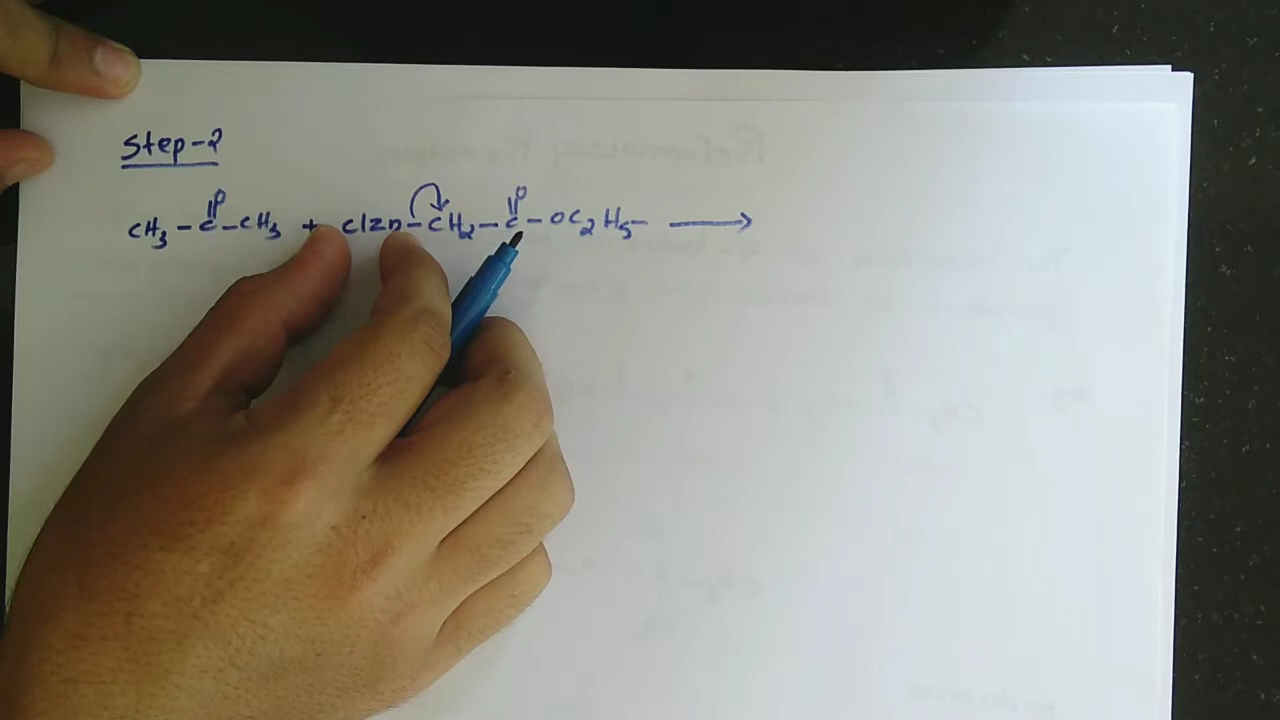 Step-2
O O
CH3 - C - CH3 + ClZn - CH2 - C - OC2H5 - →